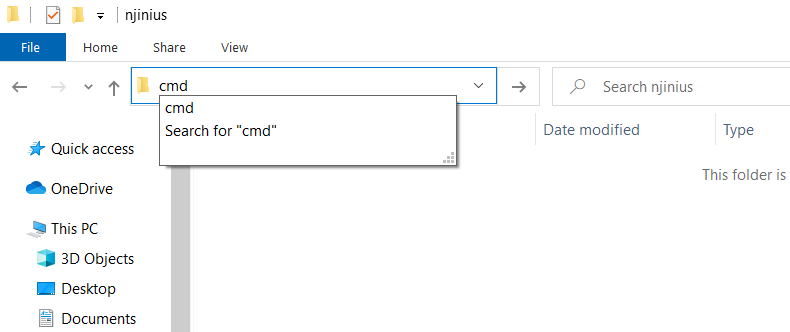 njinius
File Home Share View
cmd
Search njinius
cmd
Search for "cmd"
Date modified Type
This folder is
Quick access
OneDrive
This PC
3D Objects
Desktop
Documents